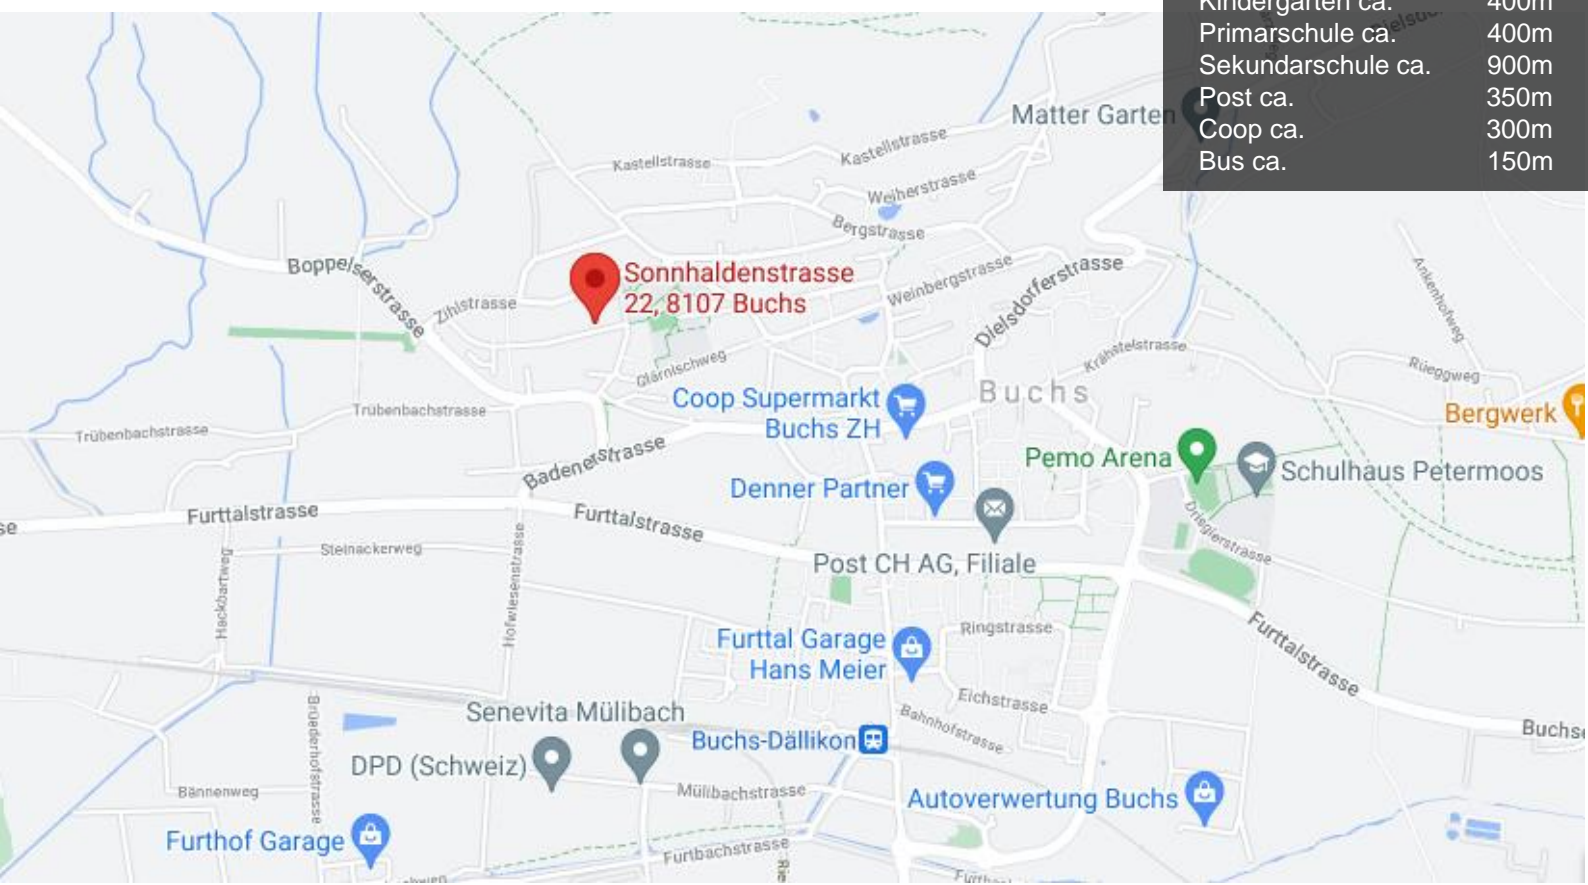 Kindergarten ca. 400m
Primarschule ca. 400m
Sekundarschule ca. 900m
Post ca. 350m
Coop ca. 300m
Bus ca. 150m
Matter Garten
Kastellstrasse
Kastellstrasse
Weiherstrasse
Bergstrasse
Boppelserstrasse
Zihlstrasse
Sonnhaldenstrasse
22, 8107 Buchs
Weinbergstrasse
Dielsdorferstrasse
Ankenhofweg
Krähstelstrasse
Rüeggweg
Glärnischweg
Coop Supermarkt
Buchs ZH
Buchs
Bergwerk
Trübenbachstrasse
Trübenbachstrasse
Badenerstrasse
Pemo Arena
Schulhaus Petermoos
Denner Partner
Furttalstrasse
Furttalstrasse
se
Steinackerweg
Hackbartweg
Hofwiesenstrasse
Post CH AG, Filiale
Furttal Garage
Hans Meier
Ringstrasse
Furttalstrasse
Eichstrasse
Bahnhofstrasse
Senevita Mülibach
Buchs-Dällikon
Buchse
DPD (Schweiz)
Brüederhofstrasse
Bännenweg
Mülibachstrasse
Autoverwertung Buchs
Furthof Garage
Furtbachstrasse
Rie